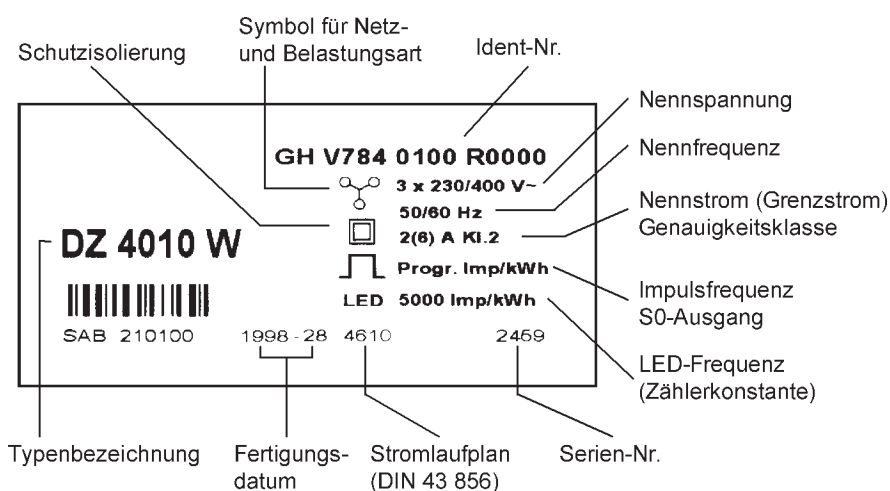 Symbol für Netz-
und Belastungsart
Schutzisolierung
Ident-Nr.
Nennspannung
Nennfrequenz
Nennstrom (Grenzstrom)
Genauigkeitsklasse
Impulsfrequenz
S0-Ausgang
LED-Frequenz
(Zählerkonstante)
GH V784 0100 R0000
3 x 230/400 V~
50/60 Hz
2(6) A Kl.2
DZ 4010 W
Progr. Imp/kWh
LED 5000 Imp/kWh
SAB 210100 1998-28 4610 2459
Typenbezeichnung
Fertigungs-
datum
Stromlaufplan
(DIN 43 856)
Serien-Nr.